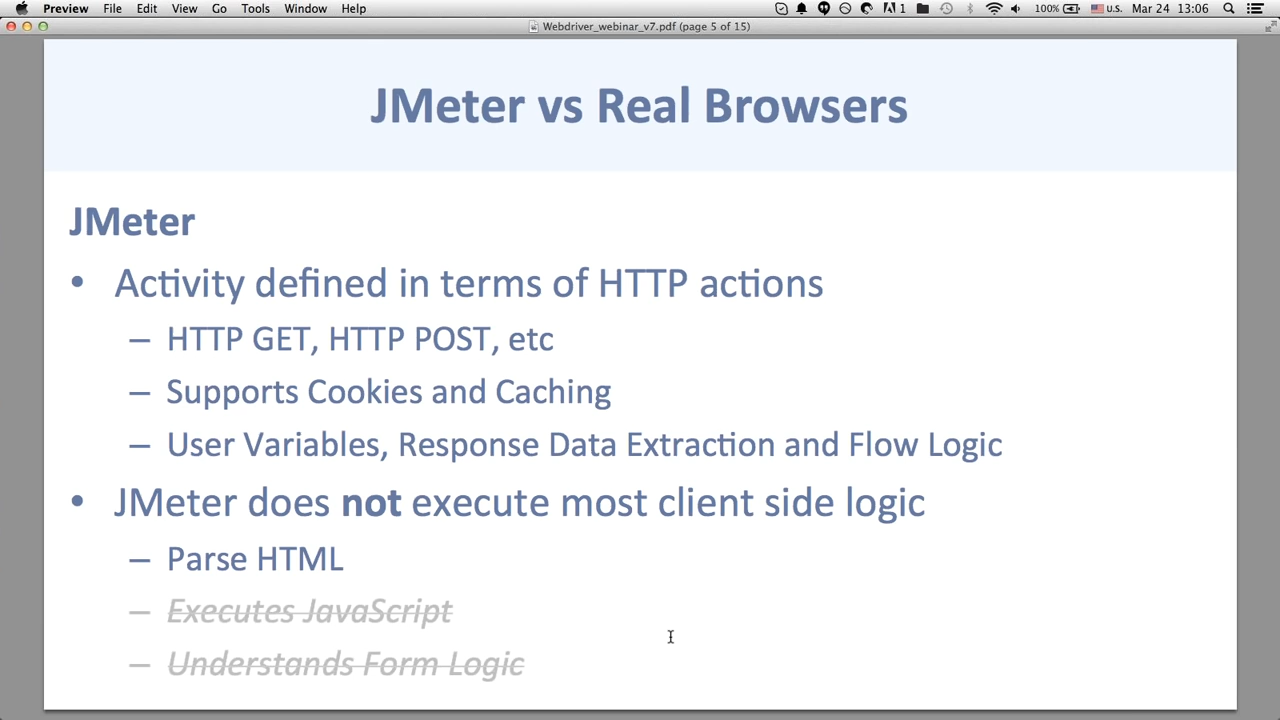 Preview File Edit View Go Tools Window Help 1 100% U.S. Mar 24 13:06
Webdriver_webinar_v7.pdf (page 5 of 15)
JMeter vs Real Browsers
JMeter
• Activity defined in terms of HTTP actions
– HTTP GET, HTTP POST, etc
– Supports Cookies and Caching
– User Variables, Response Data Extraction and Flow Logic
• JMeter does not execute most client side logic
– Parse HTML
– Executes JavaScript
– Understands Form Logic